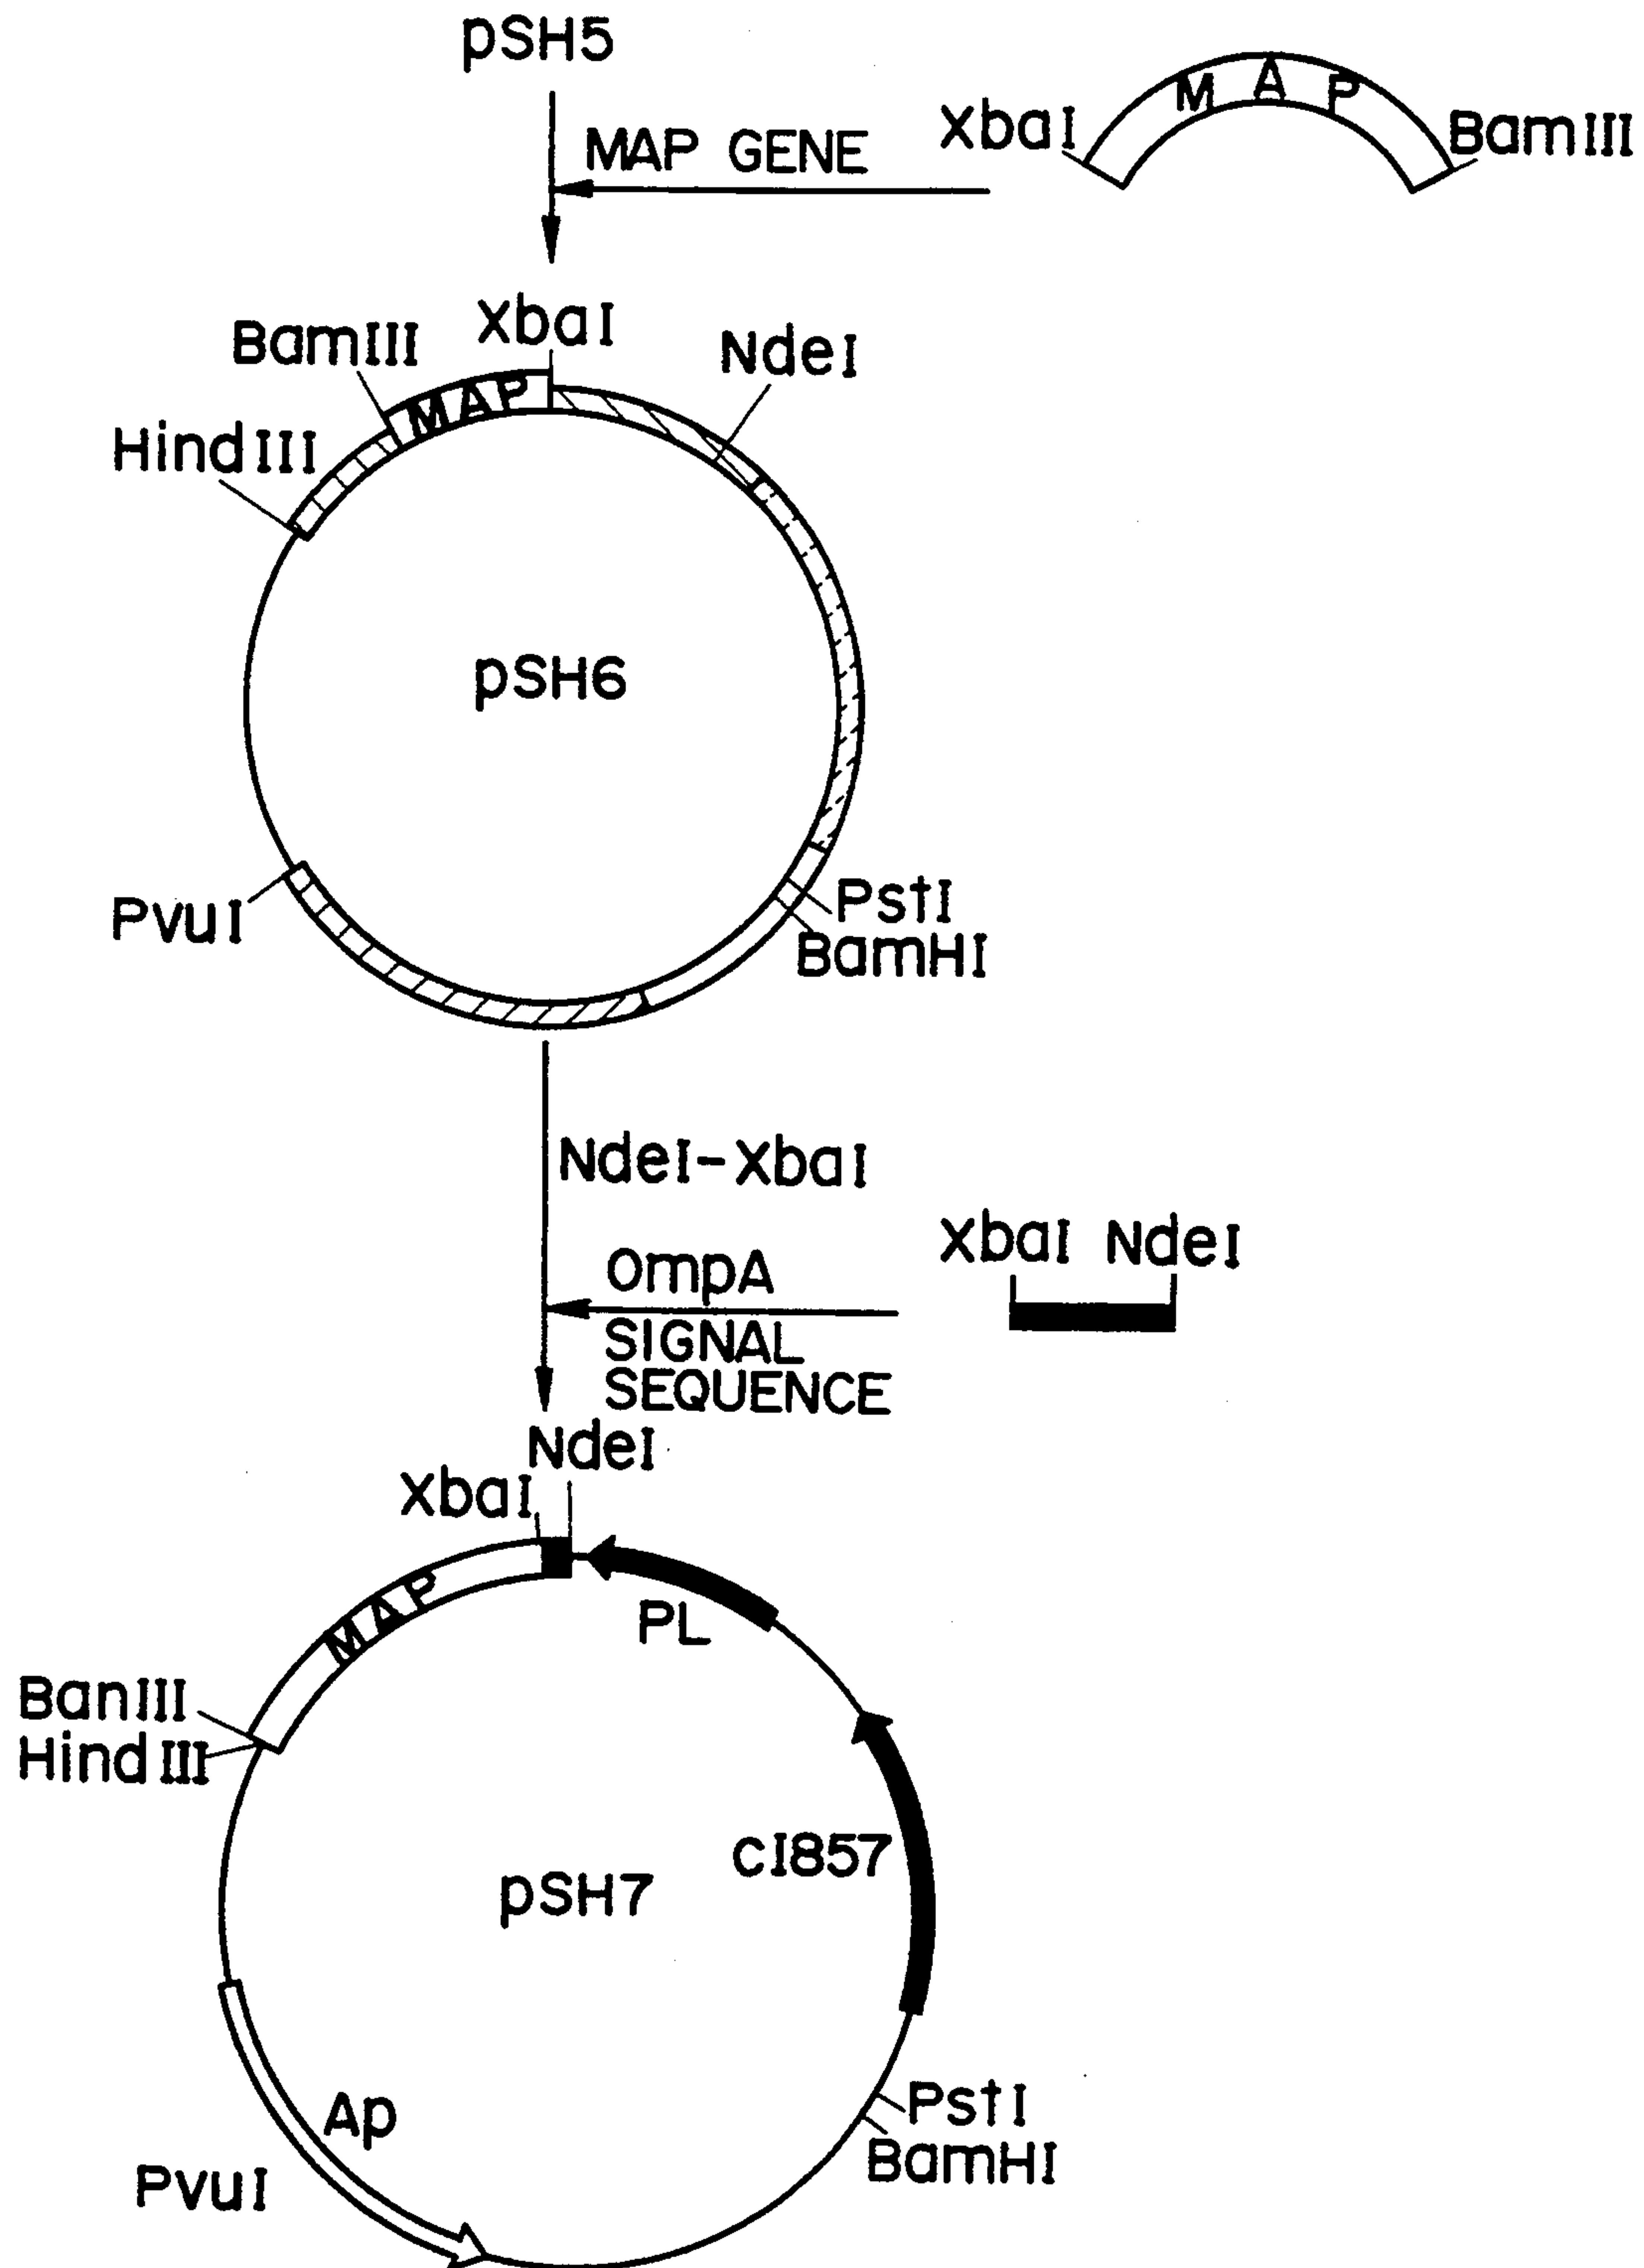 pSH5
MAP GENE
XbaI
MAP
BamIII
BamIII
XbaI
NdeI
HindIII
MAP
pSH6
PvuI
PstI
BamHI
NdeI-XbaI
XbaI NdeI
OmpA
SIGNAL
SEQUENCE
NdeI
XbaI
MAP
PL
BanIII
HindIII
cI857
pSH7
Ap
PstI
BamHI
PvuI